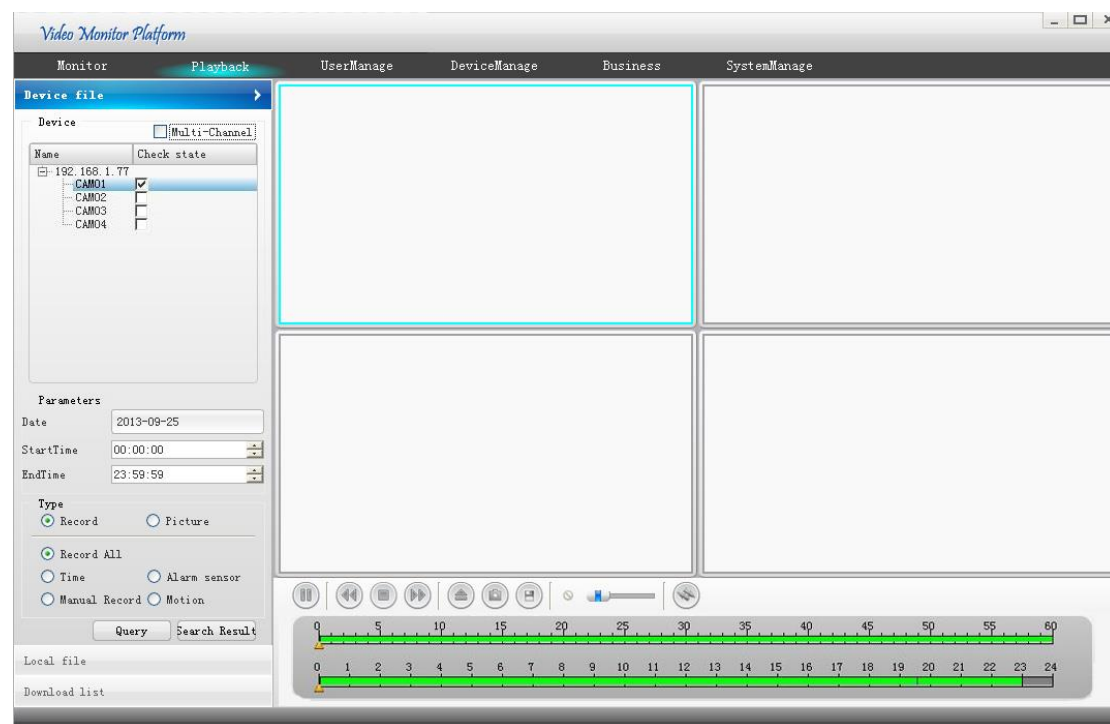 Video Monitor Platform
Monitor Playback UserManage DeviceManage Business SystemManage
Device file
Device
Multi-Channel
Name Check state
192.168.1.77
CAM01
CAM02
CAM03
CAM04
Parameters
Date 2013-09-25
StartTime 00:00:00
EndTime 23:59:59
Type
Record Picture
Record All
Time Alarm sensor
Manual Record Motion
Query Search Result
Local file
Download list
0 5 10 15 20 25 30 35 40 45 50 55 60
0 1 2 3 4 5 6 7 8 9 10 11 12 13 14 15 16 17 18 19 20 21 22 23 24